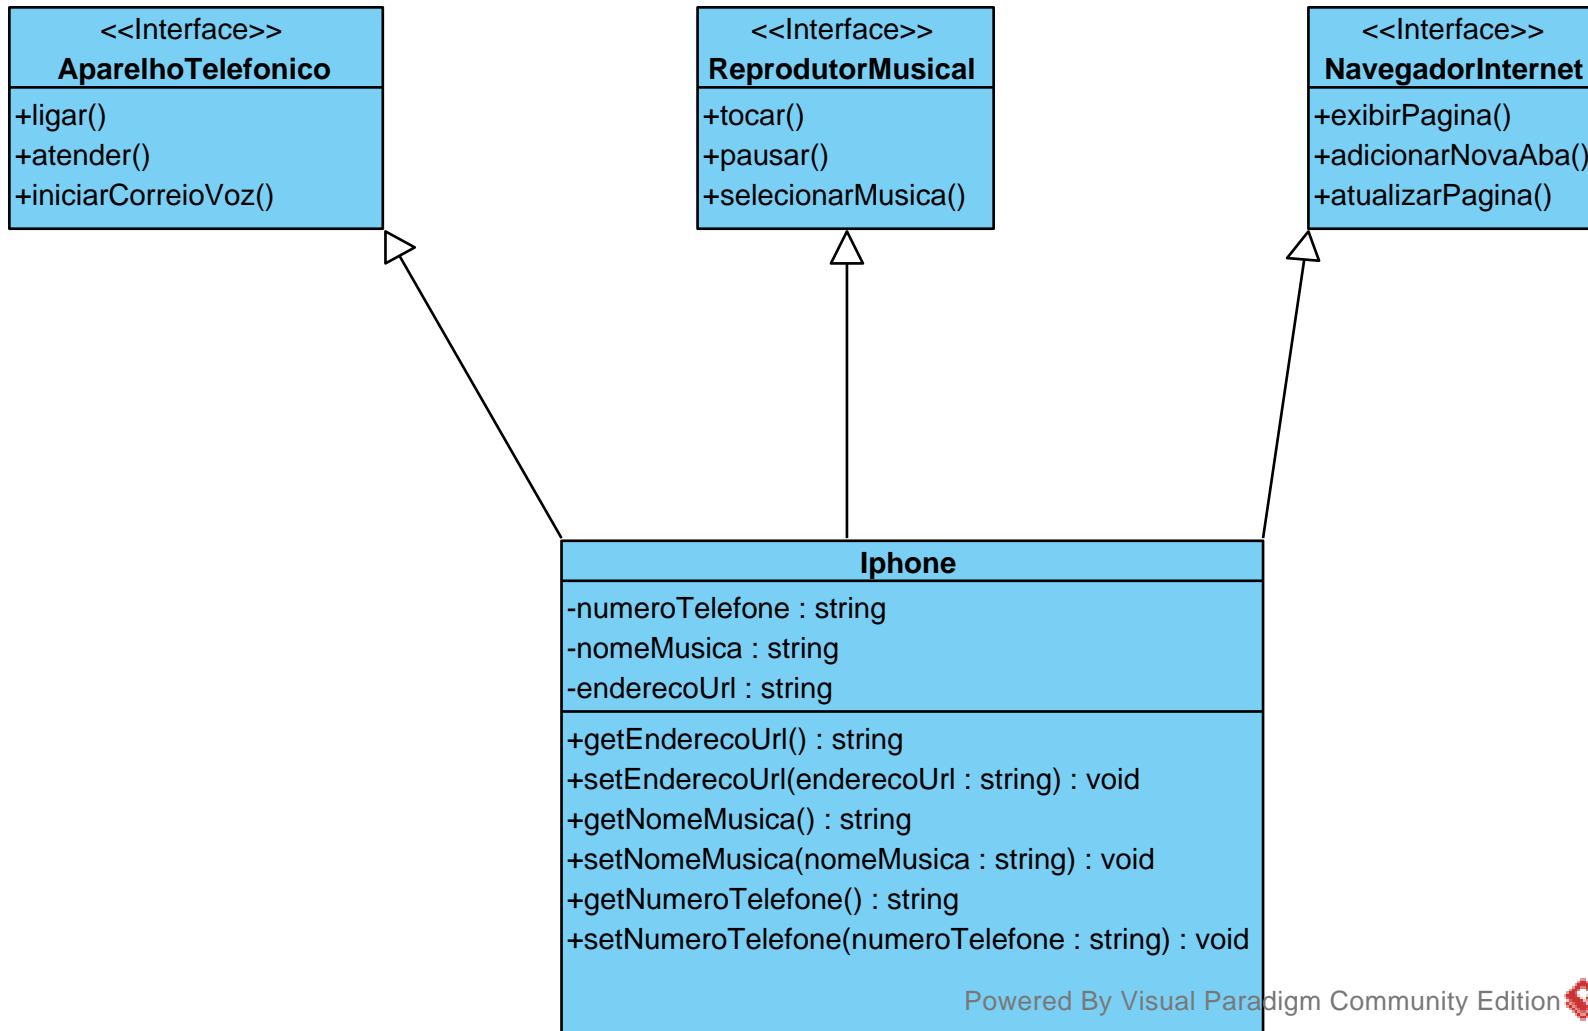 <<Interface>>
AparelhoTelefonico
+ligar()
+atender()
+iniciarCorreioVoz()
<<Interface>>
ReprodutorMusical
+tocar()
+pausar()
+selecionarMusica()
<<Interface>>
NavegadorInternet
+exibirPagina()
+adicionarNovaAba()
+atualizarPagina()
Iphone
-numeroTelefone : string
-nomeMusica : string
-enderecoUrl : string
+getEnderecoUrl() : string
+setEnderecoUrl(enderecoUrl : string) : void
+getNomeMusica() : string
+setNomeMusica(nomeMusica : string) : void
+getNumeroTelefone() : string
+setNumeroTelefone(numeroTelefone : string) : void
Powered By Visual Paradigm Community Edition